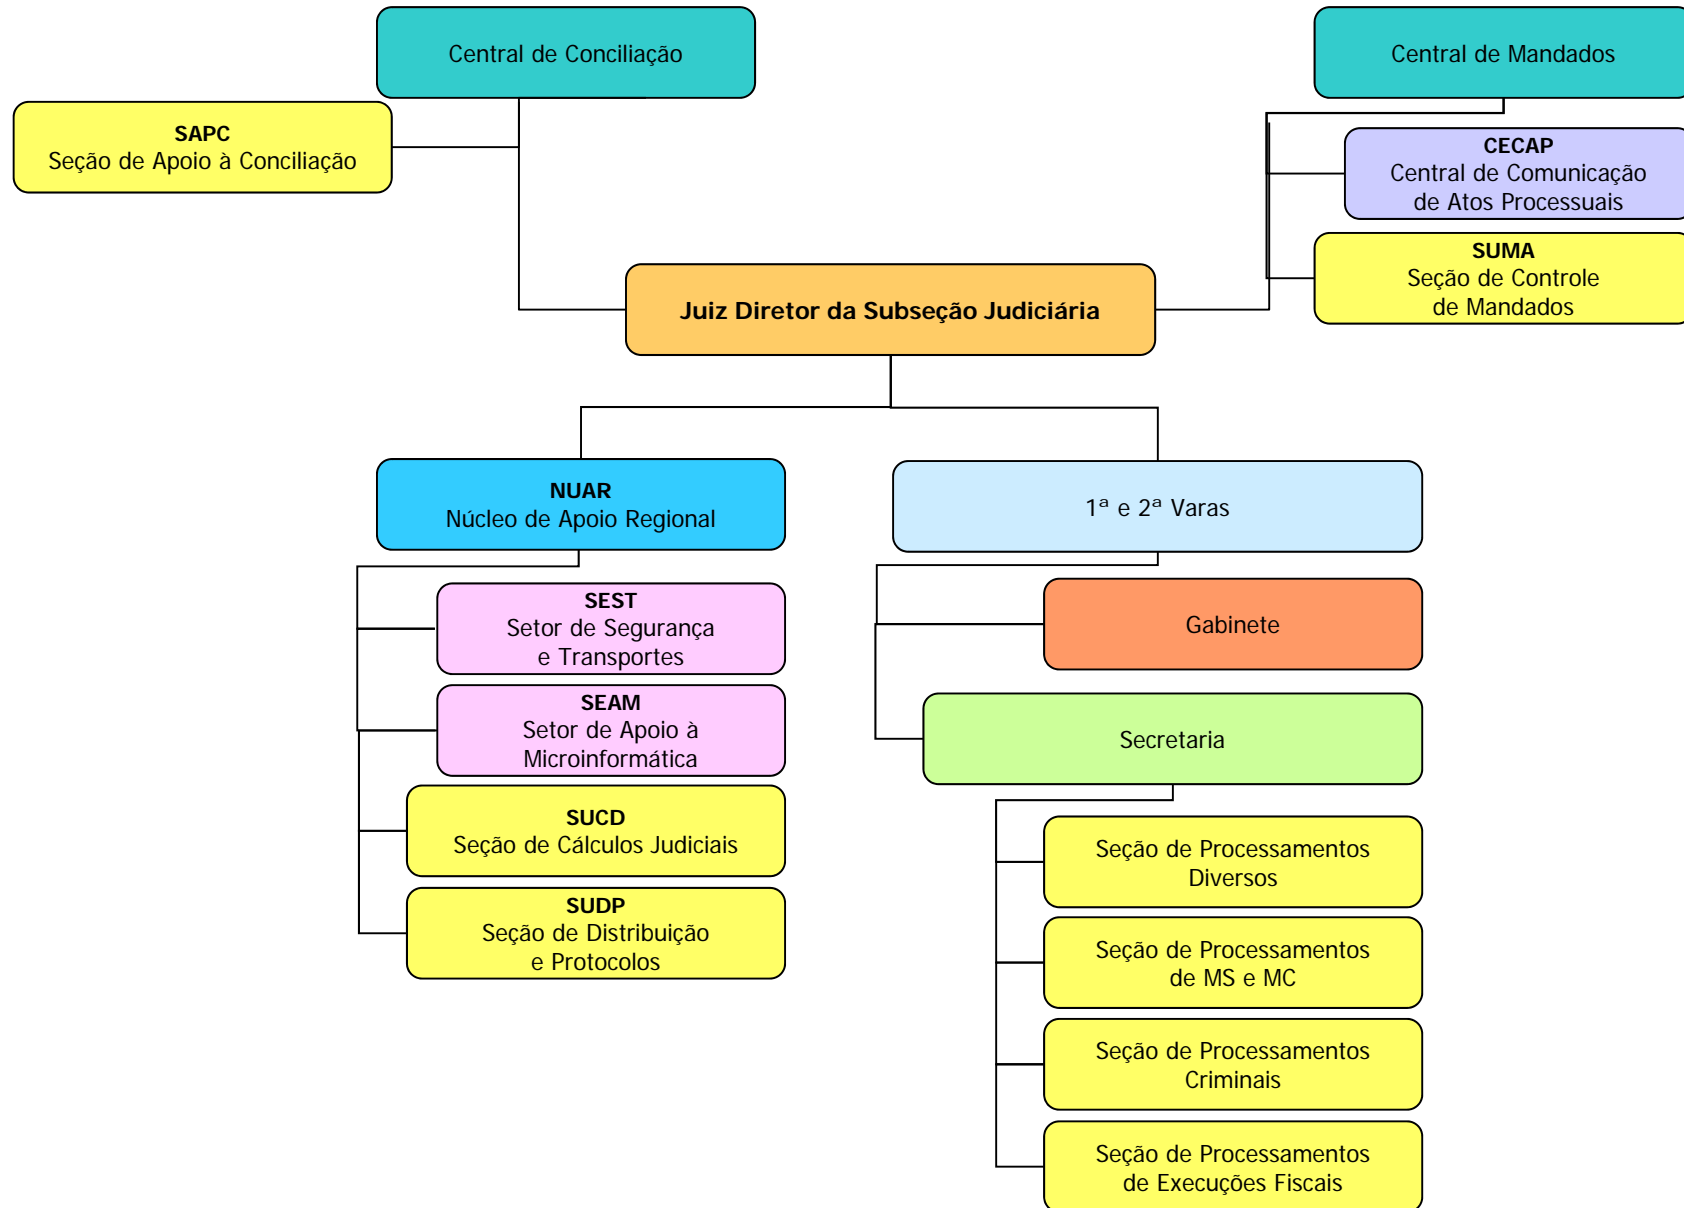 Central de Conciliação
Central de Mandados
SAPC
Seção de Apoio à Conciliação
CECAP
Central de Comunicação
de Atos Processuais
SUMA
Seção de Controle
de Mandados
Juiz Diretor da Subseção Judiciária
NUAR
Núcleo de Apoio Regional
SEST
Setor de Segurança
e Transportes
SEAM
Setor de Apoio à
Microinformática
SUCD
Seção de Cálculos Judiciais
SUDP
Seção de Distribuição
e Protocolos
1ª e 2ª Varas
Gabinete
Secretaria
Seção de Processamentos
Diversos
Seção de Processamentos
de MS e MC
Seção de Processamentos
Criminais
Seção de Processamentos
de Execuções Fiscais